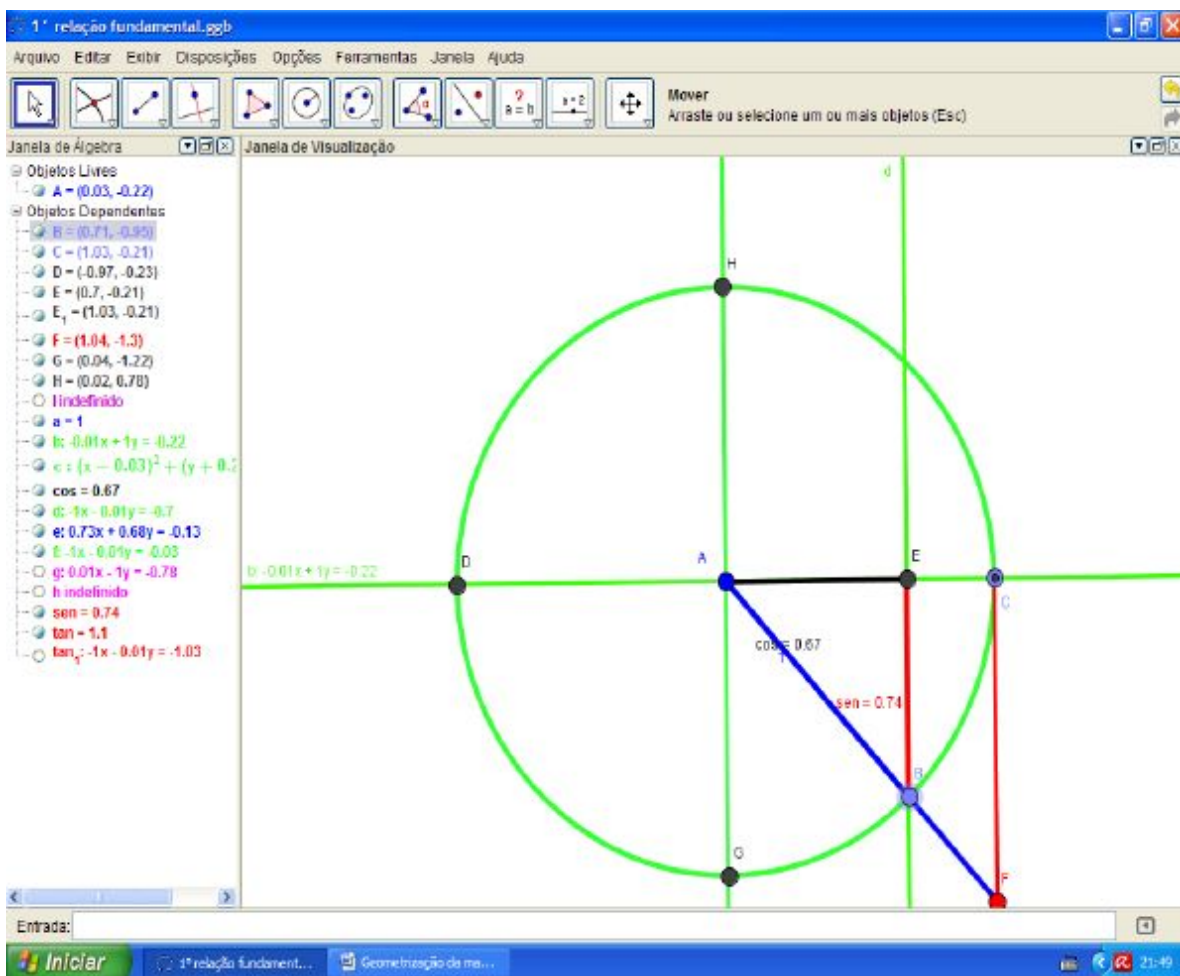 1° relação fundamental.ggb
Arquivo Editar Exibir Disposições Opções Ferramentas Janela Ajuda
Mover
Arraste ou selecione um ou mais objetos (Esc)
Janela de Álgebra
Janela de Visualização
Objetos Livres
A = (0.03, -0.22)
Objetos Dependentes
B = (0.71, -0.95)
C = (1.03, -0.21)
D = (-0.97, -0.23)
E = (0.7, -0.21)
E₁ = (1.03, -0.21)
F = (1.04, -1.3)
G = (0.04, -1.22)
H = (0.02, 0.78)
I indefinido
a = 1
b: -0.01x + 1y = -0.22
c : (x − 0.03)² + (y + 0.2
cos = 0.67
d: -1x - 0.01y = -0.7
e: 0.73x + 0.68y = -0.13
f: -1x - 0.01y = -0.03
g: 0.01x - 1y = -0.78
h indefinido
sen = 0.74
tan = 1.1
tan₁: -1x - 0.01y = -1.03
d
H
D
b: -0.01x + 1y = -0.22
A
E
C
cos = 0.67
1
sen = 0.74
B
G
F
Entrada:
Iniciar
1° relação fundament...
Geometrização da ma...
21:49